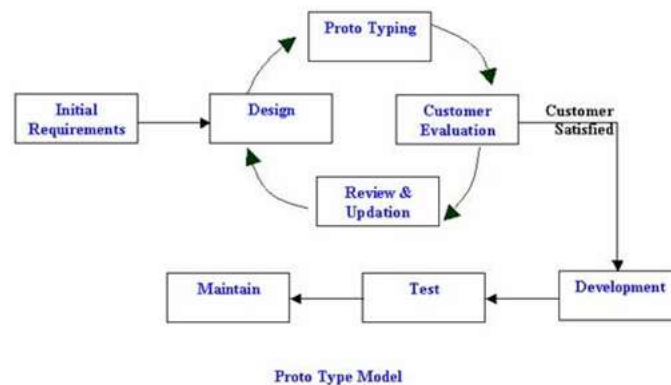 Proto Typing
Initial
Requirements
Design
Customer
Evaluation
Customer
Satisfied
Review &
Updation
Maintain
Test
Development
Proto Type Model